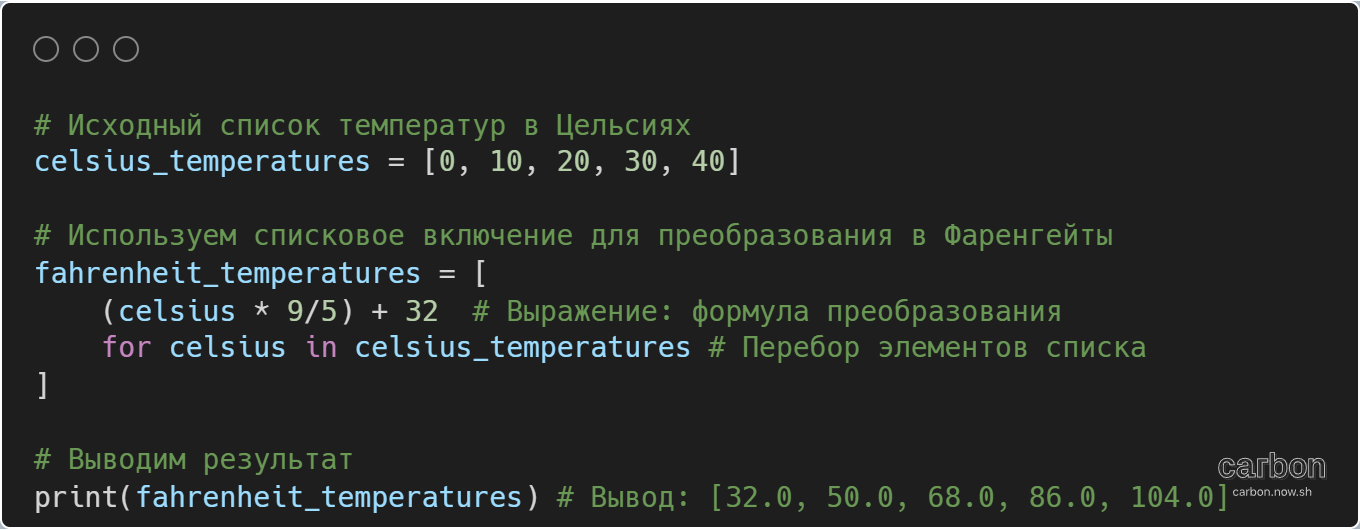 # Исходный список температур в Цельсиях
celsius_temperatures = [0, 10, 20, 30, 40]
# Используем списковое включение для преобразования в Фаренгейты
fahrenheit_temperatures = [
    (celsius * 9/5) + 32  # Выражение: формула преобразования
    for celsius in celsius_temperatures # Перебор элементов списка
]
# Выводим результат
print(fahrenheit_temperatures) # Вывод: [32.0, 50.0, 68.0, 86.0, 104.0]
carbon
carbon.now.sh